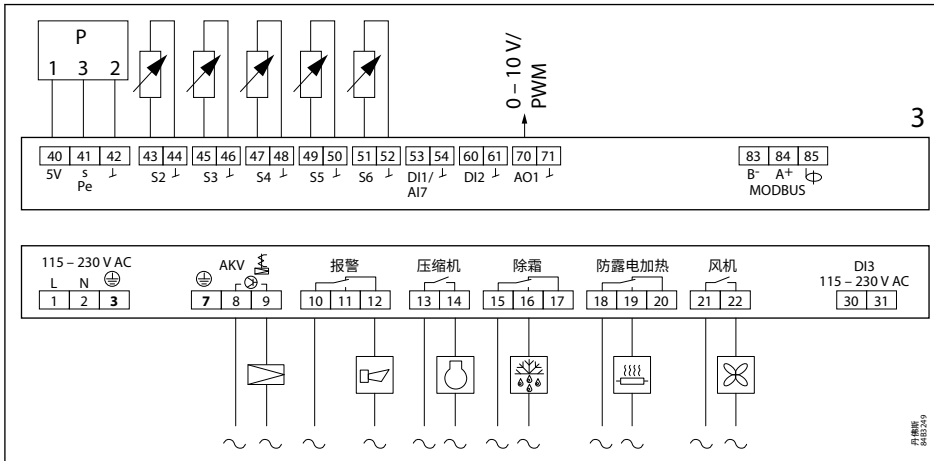 P
1 3 2
0 – 10 V/
PWM
3
40 41 42 43 44 45 46 47 48 49 50 51 52 53 54 60 61 70 71 83 84 85
5V s S2 S3 S4 S5 S6 DI1/ DI2 AO1 B- A+
Pe AI7 MODBUS
115 – 230 V AC AKV 报警 压缩机 除霜 防露电加热 风机 DI3
L N 115 – 230 V AC
1 2 3 7 8 9 10 11 12 13 14 15 16 17 18 19 20 21 22 30 31
丹佛斯
84B3249